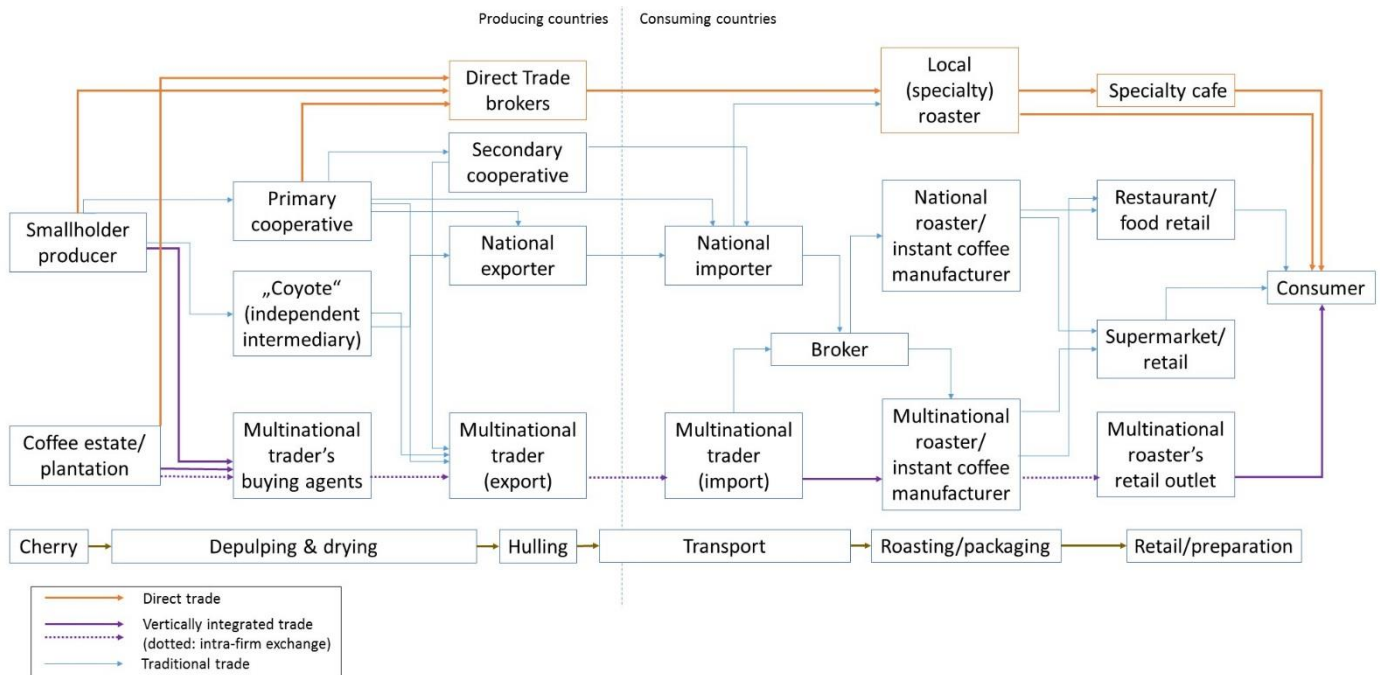 Producing countries
Consuming countries
Direct Trade
brokers
Local
(specialty)
roaster
Specialty cafe
Secondary
cooperative
Smallholder
producer
Primary
cooperative
National
exporter
National
importer
National
roaster/
instant coffee
manufacturer
Restaurant/
food retail
„Coyote“
(independent
intermediary)
Broker
Supermarket/
retail
Consumer
Coffee estate/
plantation
Multinational
trader’s
buying agents
Multinational
trader
(export)
Multinational
trader
(import)
Multinational
roaster/
instant coffee
manufacturer
Multinational
roaster’s
retail outlet
Cherry
Depulping & drying
Hulling
Transport
Roasting/packaging
Retail/preparation
Direct trade
Vertically integrated trade
(dotted: intra-firm exchange)
Traditional trade